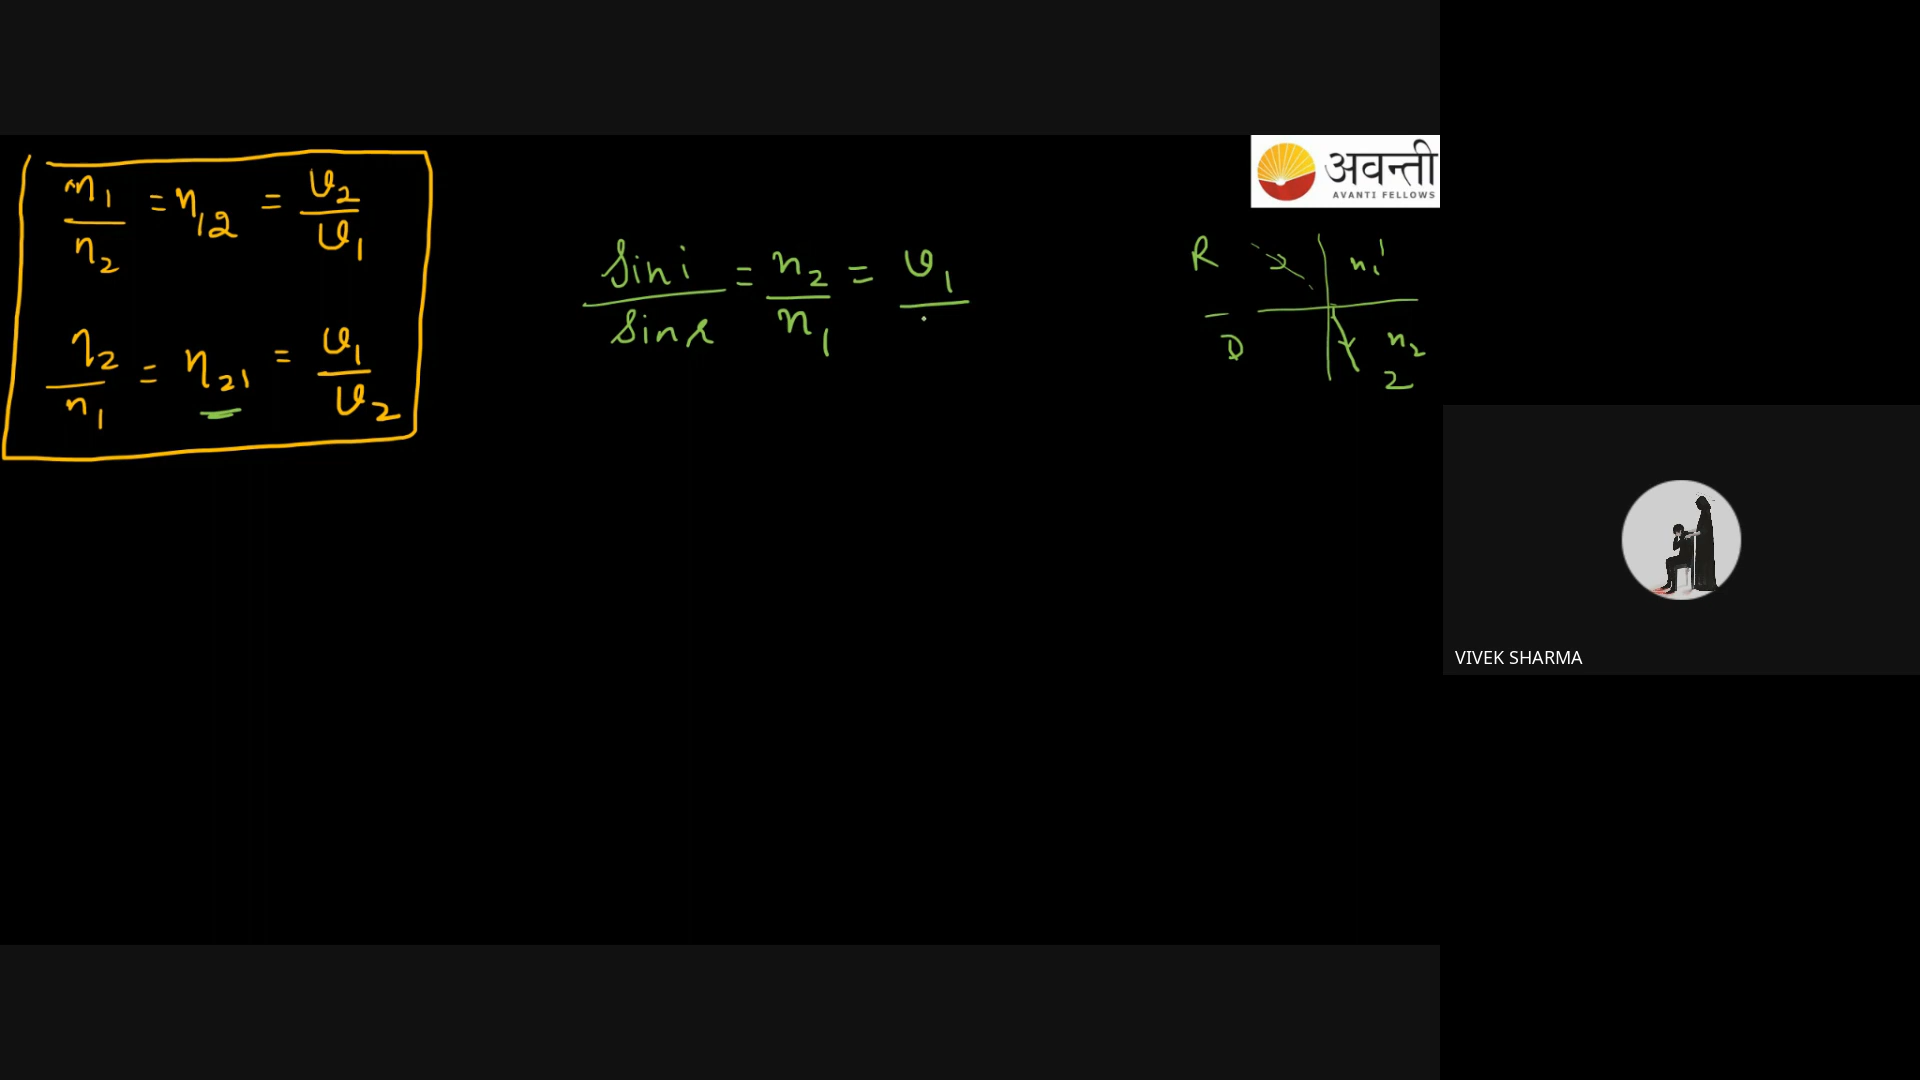 n₁/n₂ = n₁₂ = v₂/v₁
n₂/n₁ = n₂₁ = v₁/v₂
Sin i/Sin r = n₂/n₁ = v₁/
अवन्ती
AVANTI FELLOWS
R n₁ 1
D n₂
2
VIVEK SHARMA